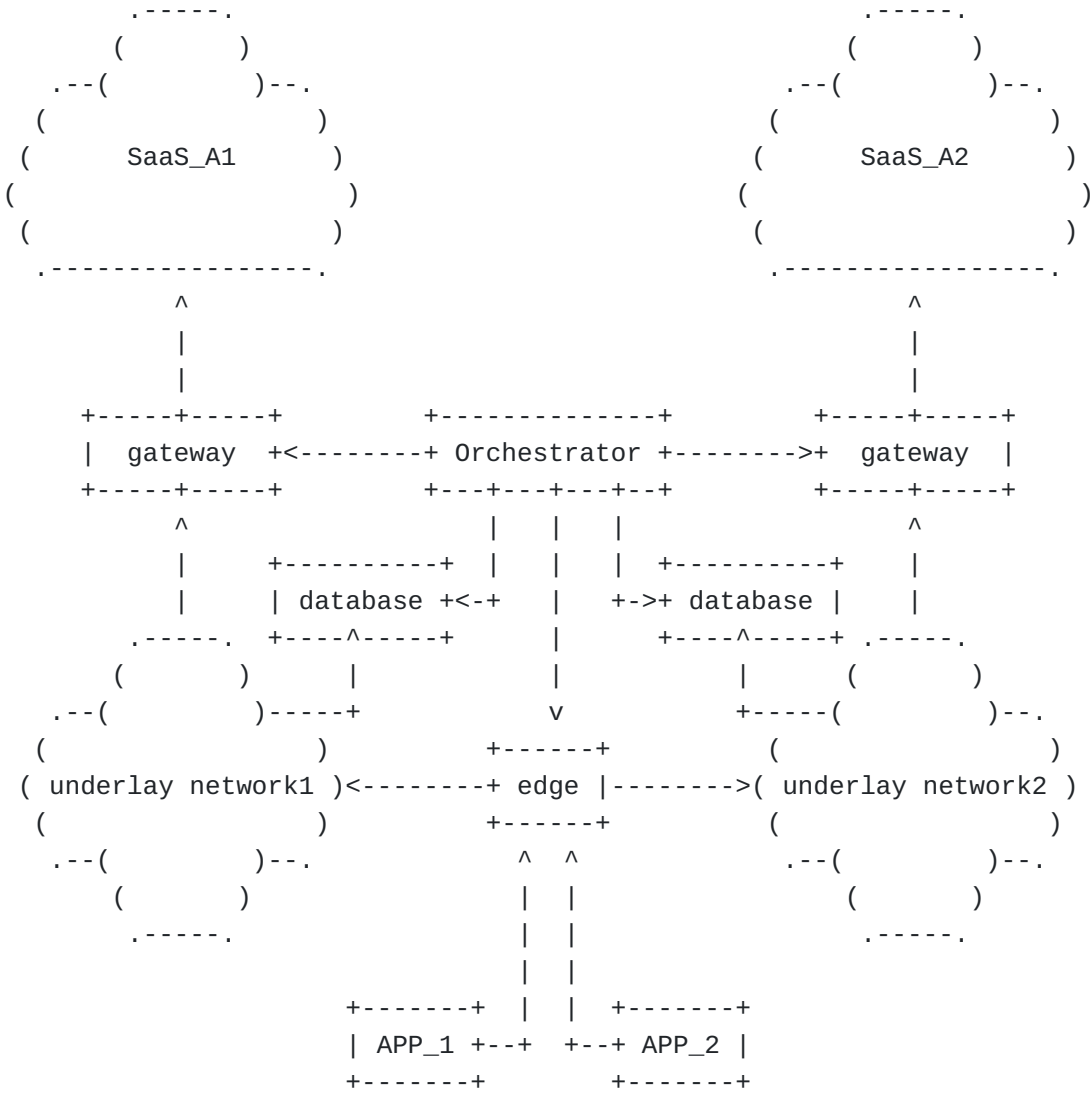 SaaS_A1 SaaS_A2
gateway Orchestrator gateway
database database
underlay network1 edge underlay network2
APP_1 APP_2